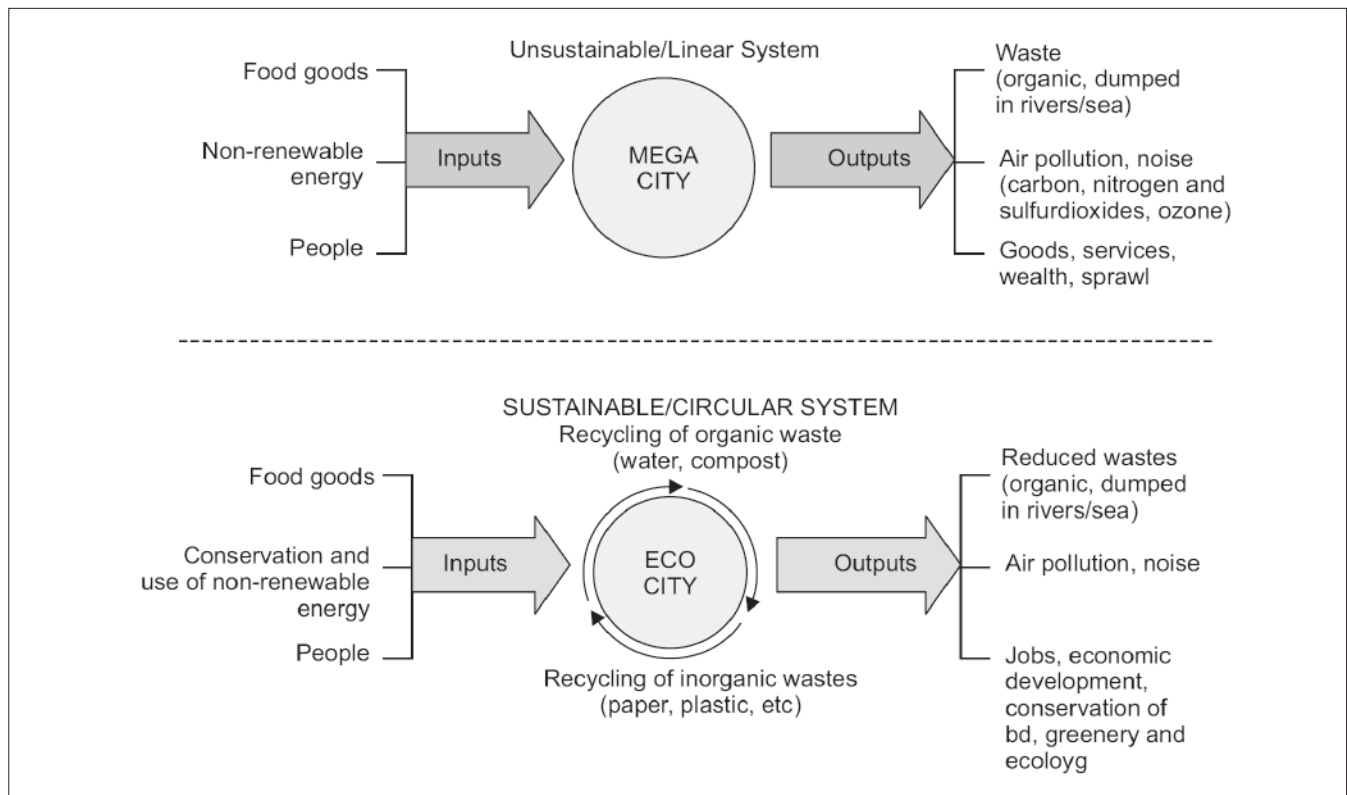 Unsustainable/Linear System
Food goods
Non-renewable
energy
People
Inputs
MEGA
CITY
Outputs
Waste
(organic, dumped
in rivers/sea)
Air pollution, noise
(carbon, nitrogen and
sulfurdioxides, ozone)
Goods, services,
wealth, sprawl
SUSTAINABLE/CIRCULAR SYSTEM
Recycling of organic waste
(water, compost)
Food goods
Conservation and
use of non-renewable
energy
People
Inputs
ECO
CITY
Recycling of inorganic wastes
(paper, plastic, etc)
Outputs
Reduced wastes
(organic, dumped
in rivers/sea)
Air pollution, noise
Jobs, economic
development,
conservation of
bd, greenery and
ecoloyg